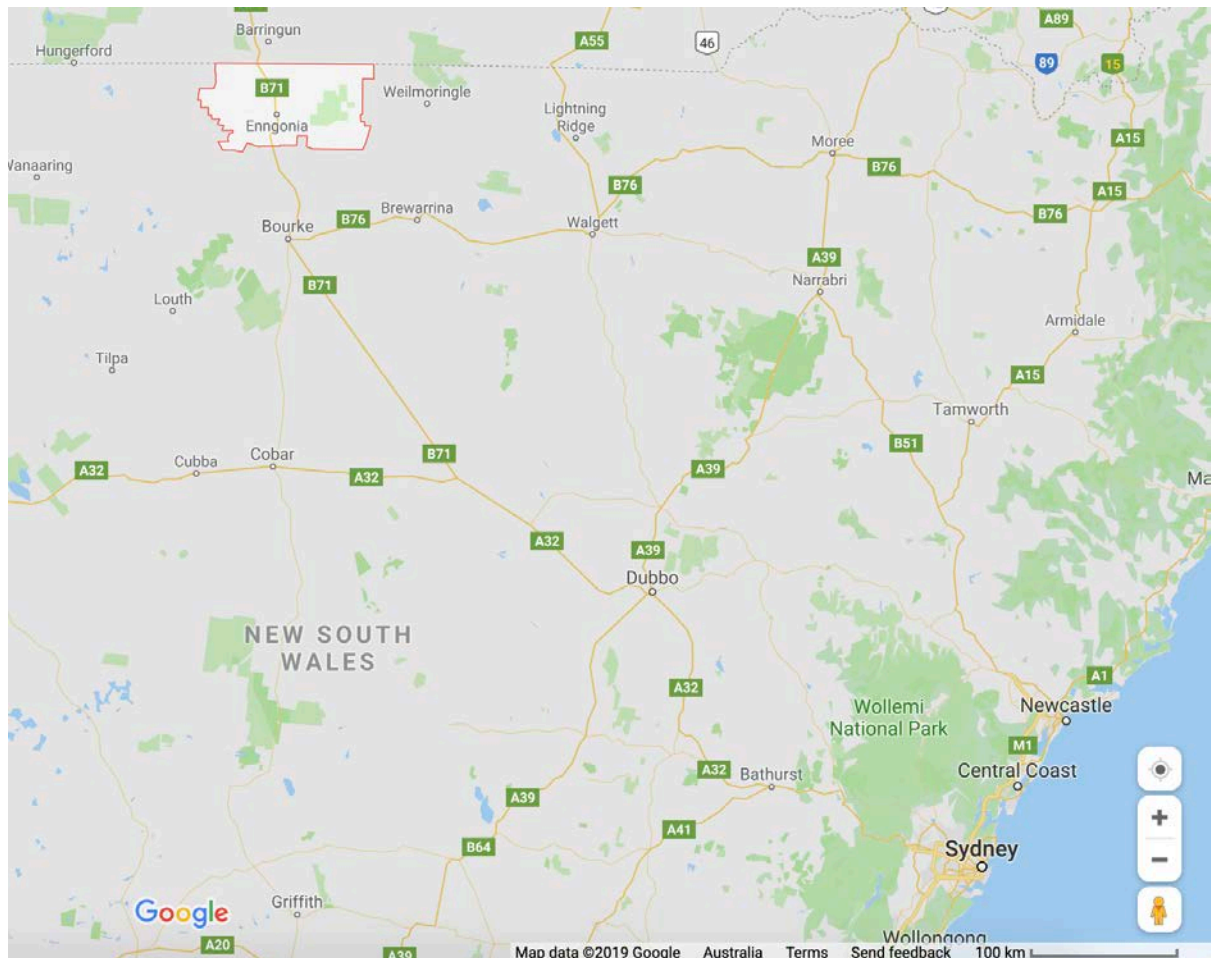 Barringun
A55
46
A89
Hungerford
89
15
B71
Weilmoringle
Enngonia
Lightning
Ridge
Moree
A15
Wanaaring
B76
B76
A15
Brewarrina
B76
B76
Bourke
Walgett
A39
B71
Narrabri
Louth
Armidale
Tilpa
A15
Tamworth
B51
B71
Cubba
Cobar
A32
A32
A39
Ma
A32
A39
Dubbo
NEW SOUTH
WALES
A1
A32
Wollemi
National Park
Newcastle
M1
A32
Bathurst
Central Coast
A39
A41
B64
Sydney
Griffith
Google
A20
A39
Wollongong
Map data ©2019 Google Australia Terms Send feedback 100 km